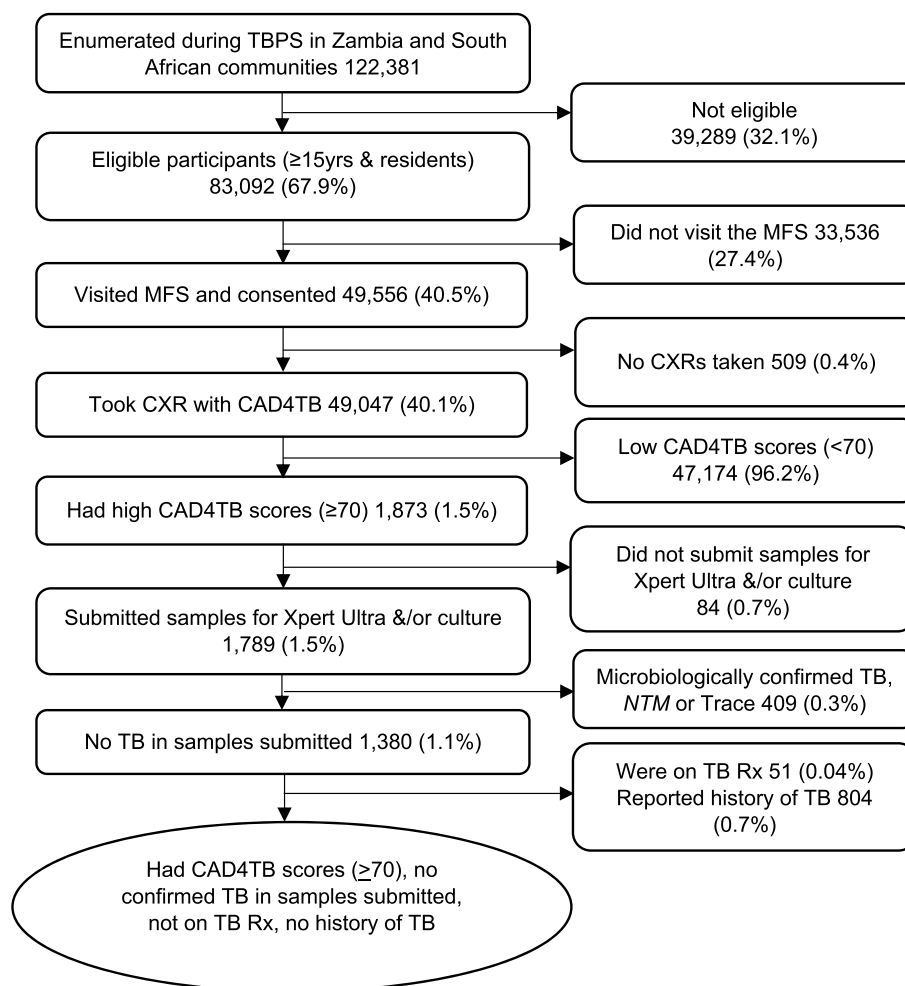 Enumerated during TBPS in Zambia and South
African communities 122,381
Not eligible
39,289 (32.1%)
Eligible participants (≥15yrs & residents)
83,092 (67.9%)
Did not visit the MFS 33,536
(27.4%)
Visited MFS and consented 49,556 (40.5%)
No CXRs taken 509 (0.4%)
Took CXR with CAD4TB 49,047 (40.1%)
Low CAD4TB scores (<70)
47,174 (96.2%)
Had high CAD4TB scores (≥70) 1,873 (1.5%)
Did not submit samples for
Xpert Ultra &/or culture
84 (0.7%)
Submitted samples for Xpert Ultra &/or culture
1,789 (1.5%)
Microbiologically confirmed TB,
NTM or Trace 409 (0.3%)
No TB in samples submitted 1,380 (1.1%)
Were on TB Rx 51 (0.04%)
Reported history of TB 804
(0.7%)
Had CAD4TB scores (≥70), no
confirmed TB in samples submitted,
not on TB Rx, no history of TB